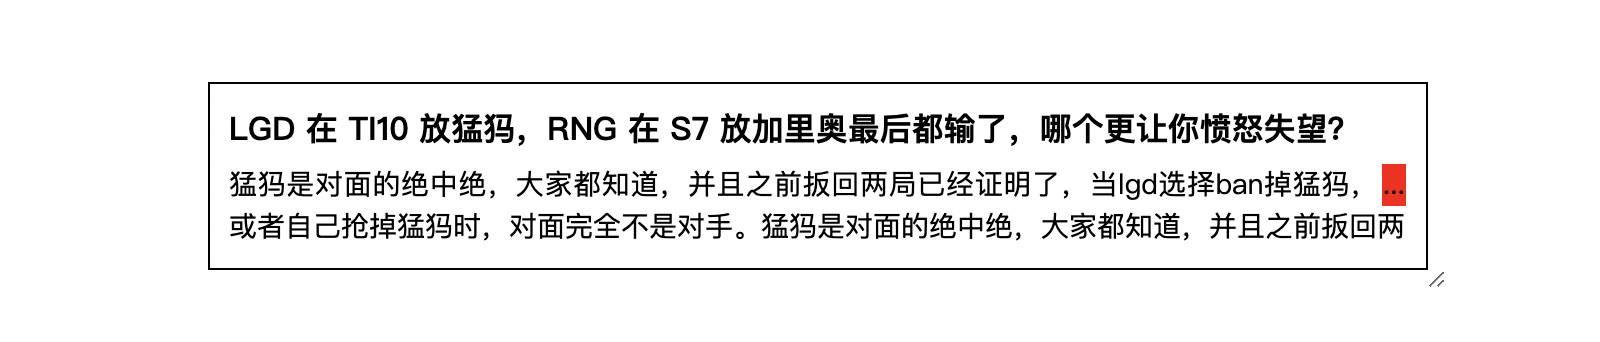 LGD 在 TI10 放猛犸，RNG 在 S7 放加里奥最后都输了，哪个更让你愤怒失望？
猛犸是对面的绝中绝，大家都知道，并且之前扳回两局已经证明了，当lgd选择ban掉猛犸，...
或者自己抢掉猛犸时，对面完全不是对手。猛犸是对面的绝中绝，大家都知道，并且之前扳回两